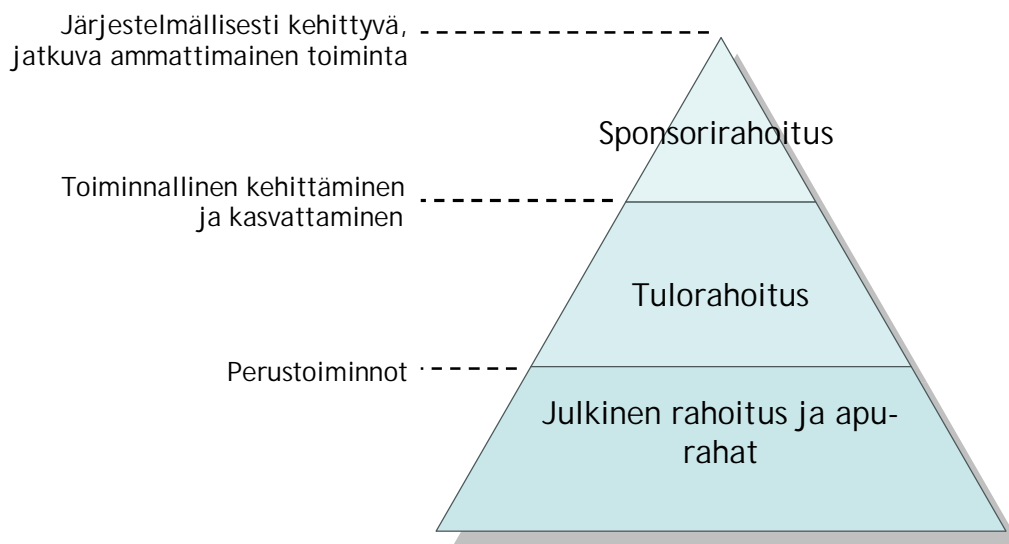 Järjestelmällisesti kehittyvä,
jatkuva ammattimainen toiminta
Sponsorirahoitus
Toiminnallinen kehittäminen
ja kasvattaminen
Tulorahoitus
Perustoiminnot
Julkinen rahoitus ja apu-
rahat